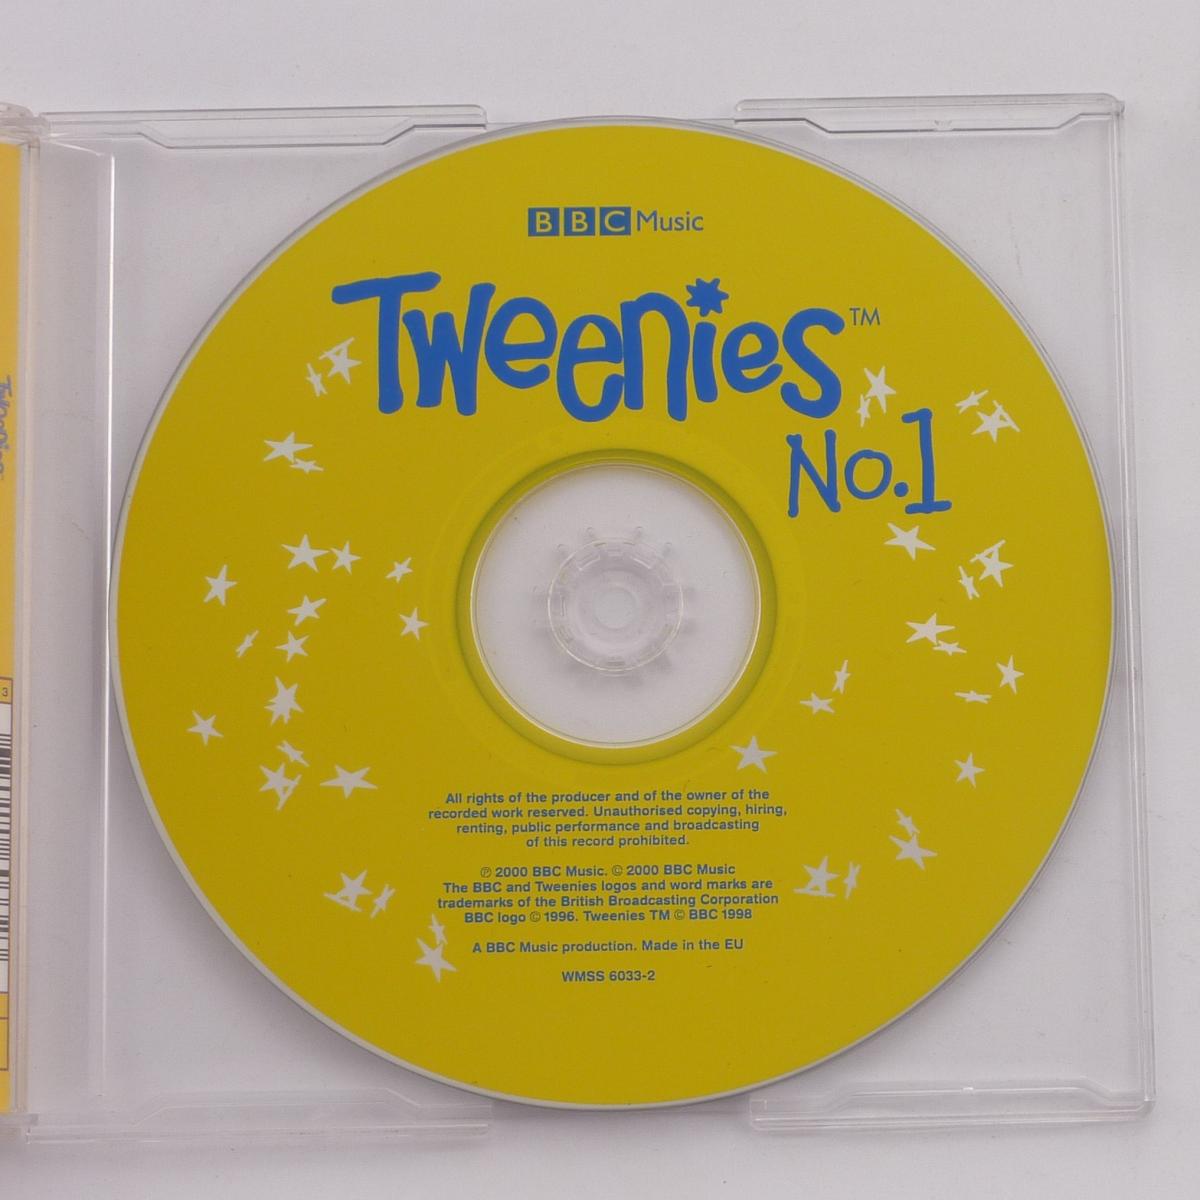 BBC Music
Tweenies™
No.1
All rights of the producer and of the owner of the
recorded work reserved. Unauthorised copying, hiring,
renting, public performance and broadcasting
of this record prohibited.
℗ 2000 BBC Music. © 2000 BBC Music
The BBC and Tweenies logos and word marks are
trademarks of the British Broadcasting Corporation
BBC logo © 1996. Tweenies TM © BBC 1998
A BBC Music production. Made in the EU
WMSS 6033-2
Tweenies
3